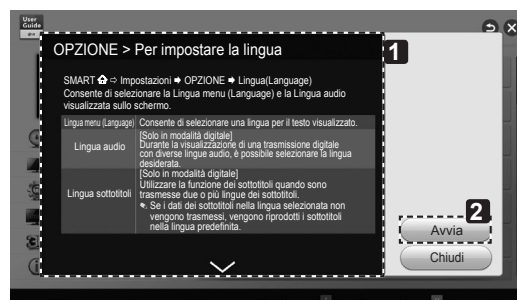 User
Guide
OPZIONE > Per impostare la lingua
1
SMART ⇨ Impostazioni ➡ OPZIONE ➡ Lingua(Language)
Consente di selezionare la Lingua menu (Language) e la Lingua audio
visualizzata sullo schermo.
Lingua menu (Language) Consente di selezionare una lingua per il testo visualizzato.
Lingua audio
[Solo in modalità digitale]
Durante la visualizzazione di una trasmissione digitale
con diverse lingue audio, è possibile selezionare la lingua
desiderata.
Lingua sottotitoli
[Solo in modalità digitale]
Utilizzare la funzione dei sottotitoli quando sono
trasmesse due o più lingue dei sottotitoli.
Se i dati dei sottotitoli nella lingua selezionata non
vengono trasmessi, vengono riprodotti i sottotitoli
nella lingua predefinita.
2
Avvia
Chiudi